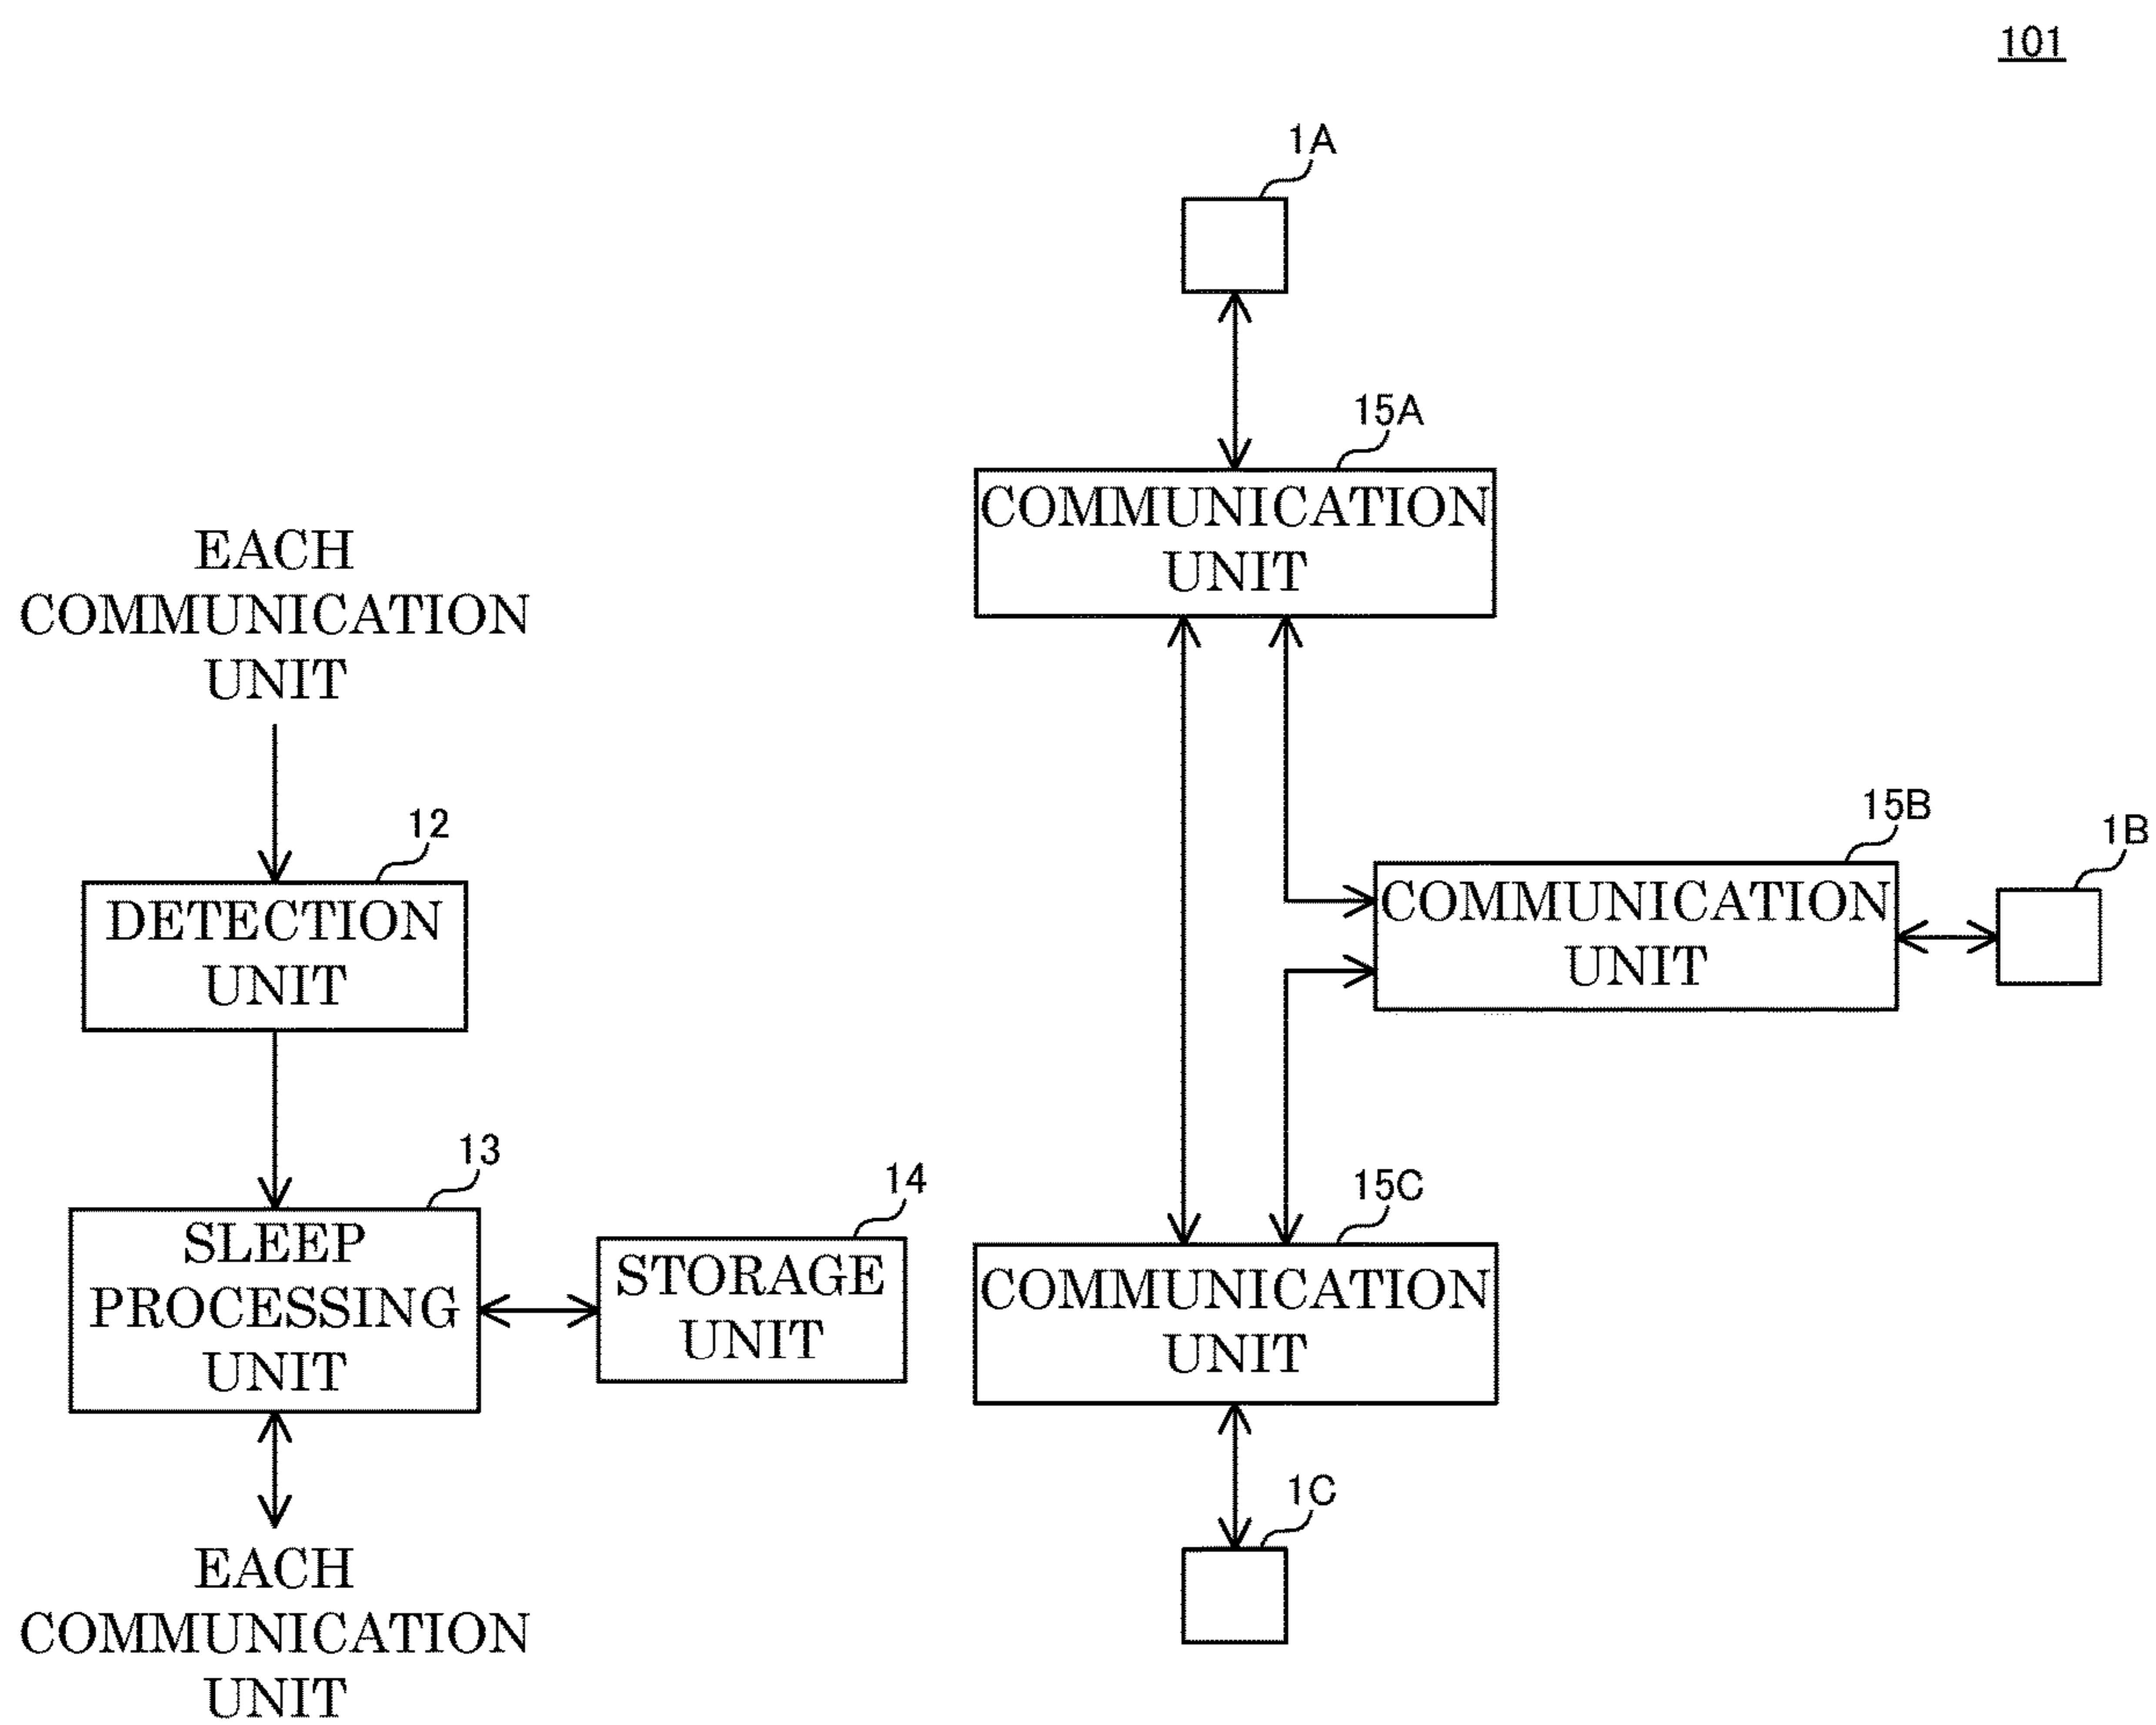 101
1A
15A
COMMUNICATION
UNIT
EACH
COMMUNICATION
UNIT
12
DETECTION
UNIT
15B
1B
COMMUNICATION
UNIT
13
SLEEP
PROCESSING
UNIT
14
STORAGE
UNIT
15C
COMMUNICATION
UNIT
1C
EACH
COMMUNICATION
UNIT